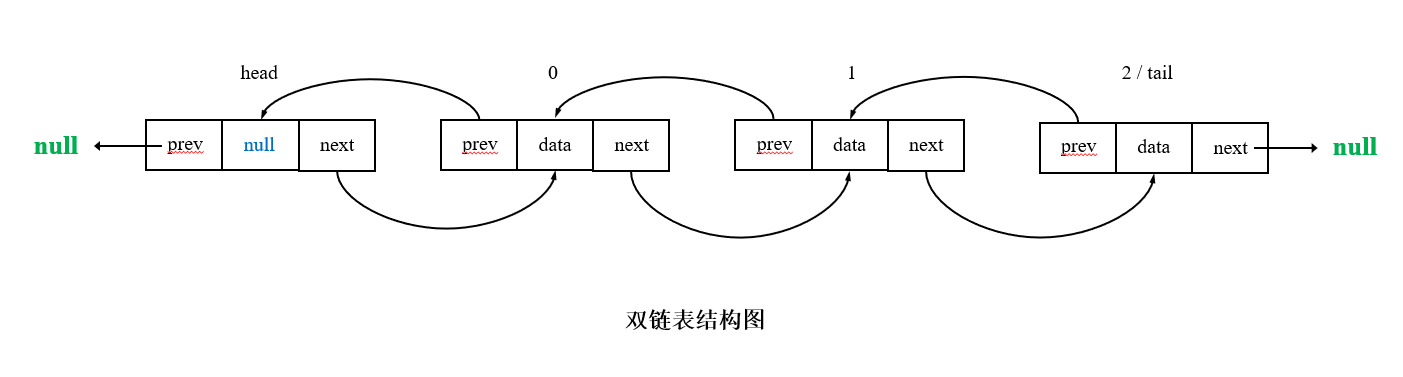 head 0 1 2 / tail
null prev null next prev data next prev data next prev data next null
双链表结构图